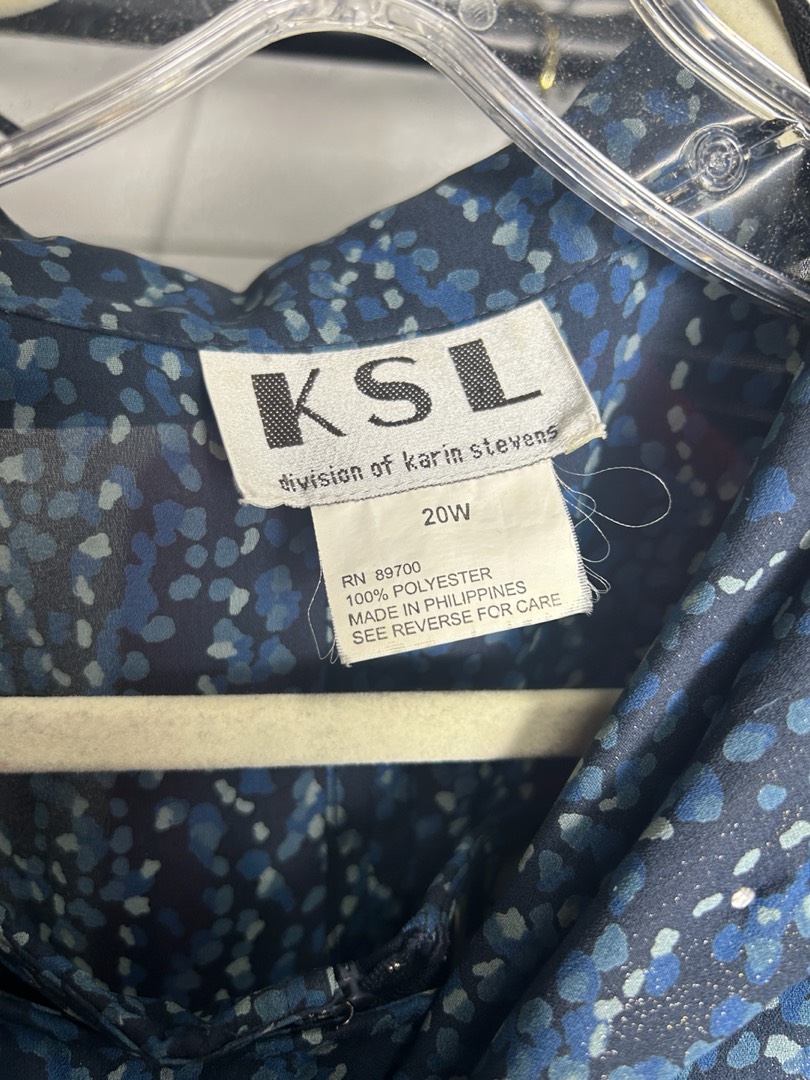 KSL
division of karin stevens
20W
RN 89700
100% POLYESTER
MADE IN PHILIPPINES
SEE REVERSE FOR CARE